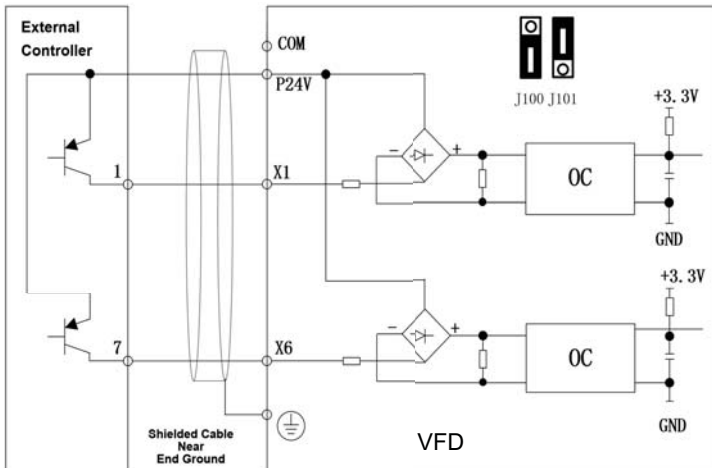 External
Controller
COM
P24V
J100 J101
+3.3V
- +
1
X1
OC
GND
+3.3V
- +
7
X6
OC
GND
Shielded Cable
Near
End Ground
VFD